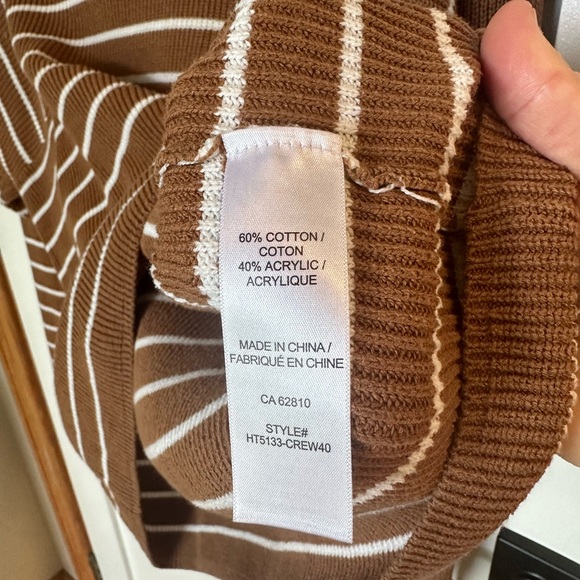 60% COTTON /
COTON
40% ACRYLIC /
ACRYLIQUE
MADE IN CHINA /
FABRIQUÉ EN CHINE
CA 62810
STYLE#
HT5133-CREW40